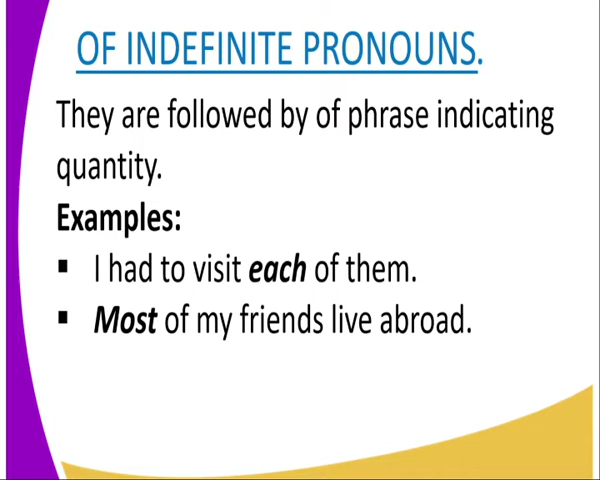 OF INDEFINITE PRONOUNS.
They are followed by of phrase indicating
quantity.
Examples:
▪ I had to visit each of them.
▪ Most of my friends live abroad.